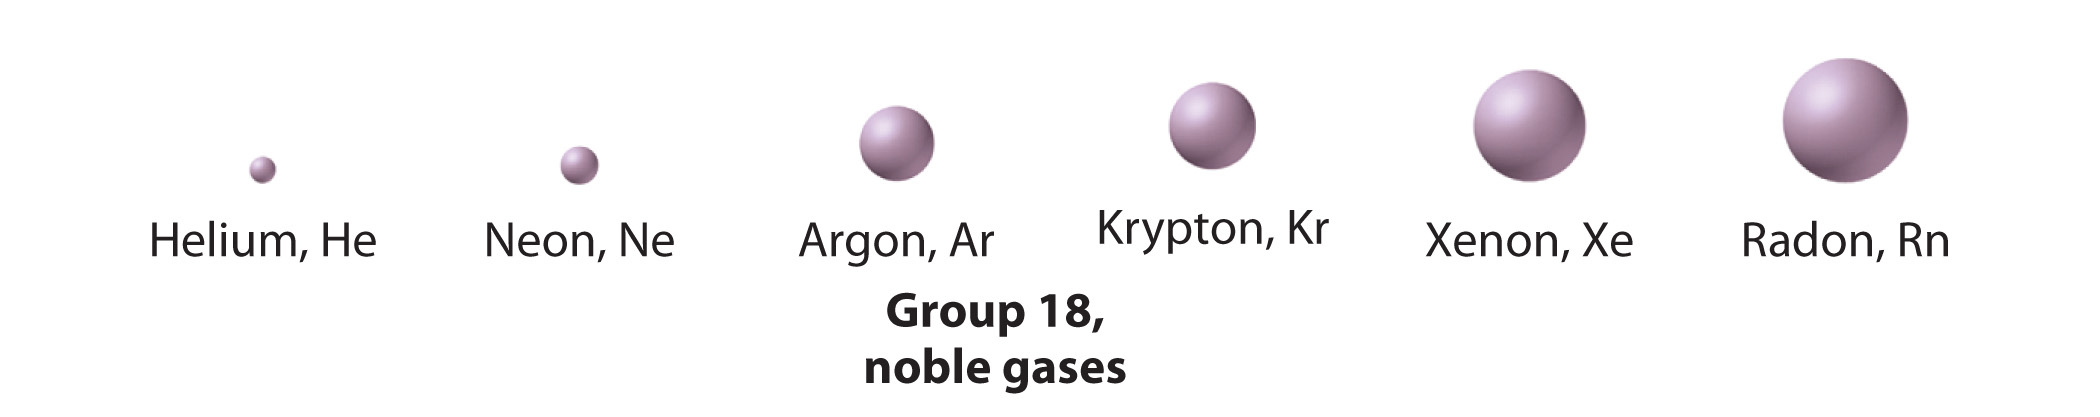 Helium, He
Neon, Ne
Argon, Ar
Krypton, Kr
Xenon, Xe
Radon, Rn
Group 18,
noble gases